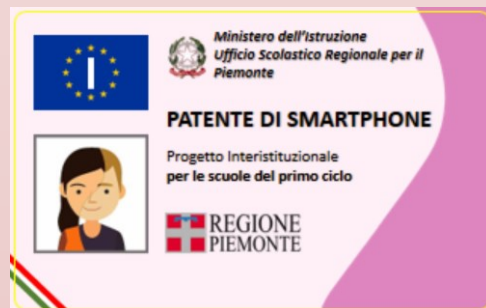 Ministero dell'Istruzione
Ufficio Scolastico Regionale per il
Piemonte
I
PATENTE DI SMARTPHONE
Progetto Interistituzionale
per le scuole del primo ciclo
REGIONE
PIEMONTE